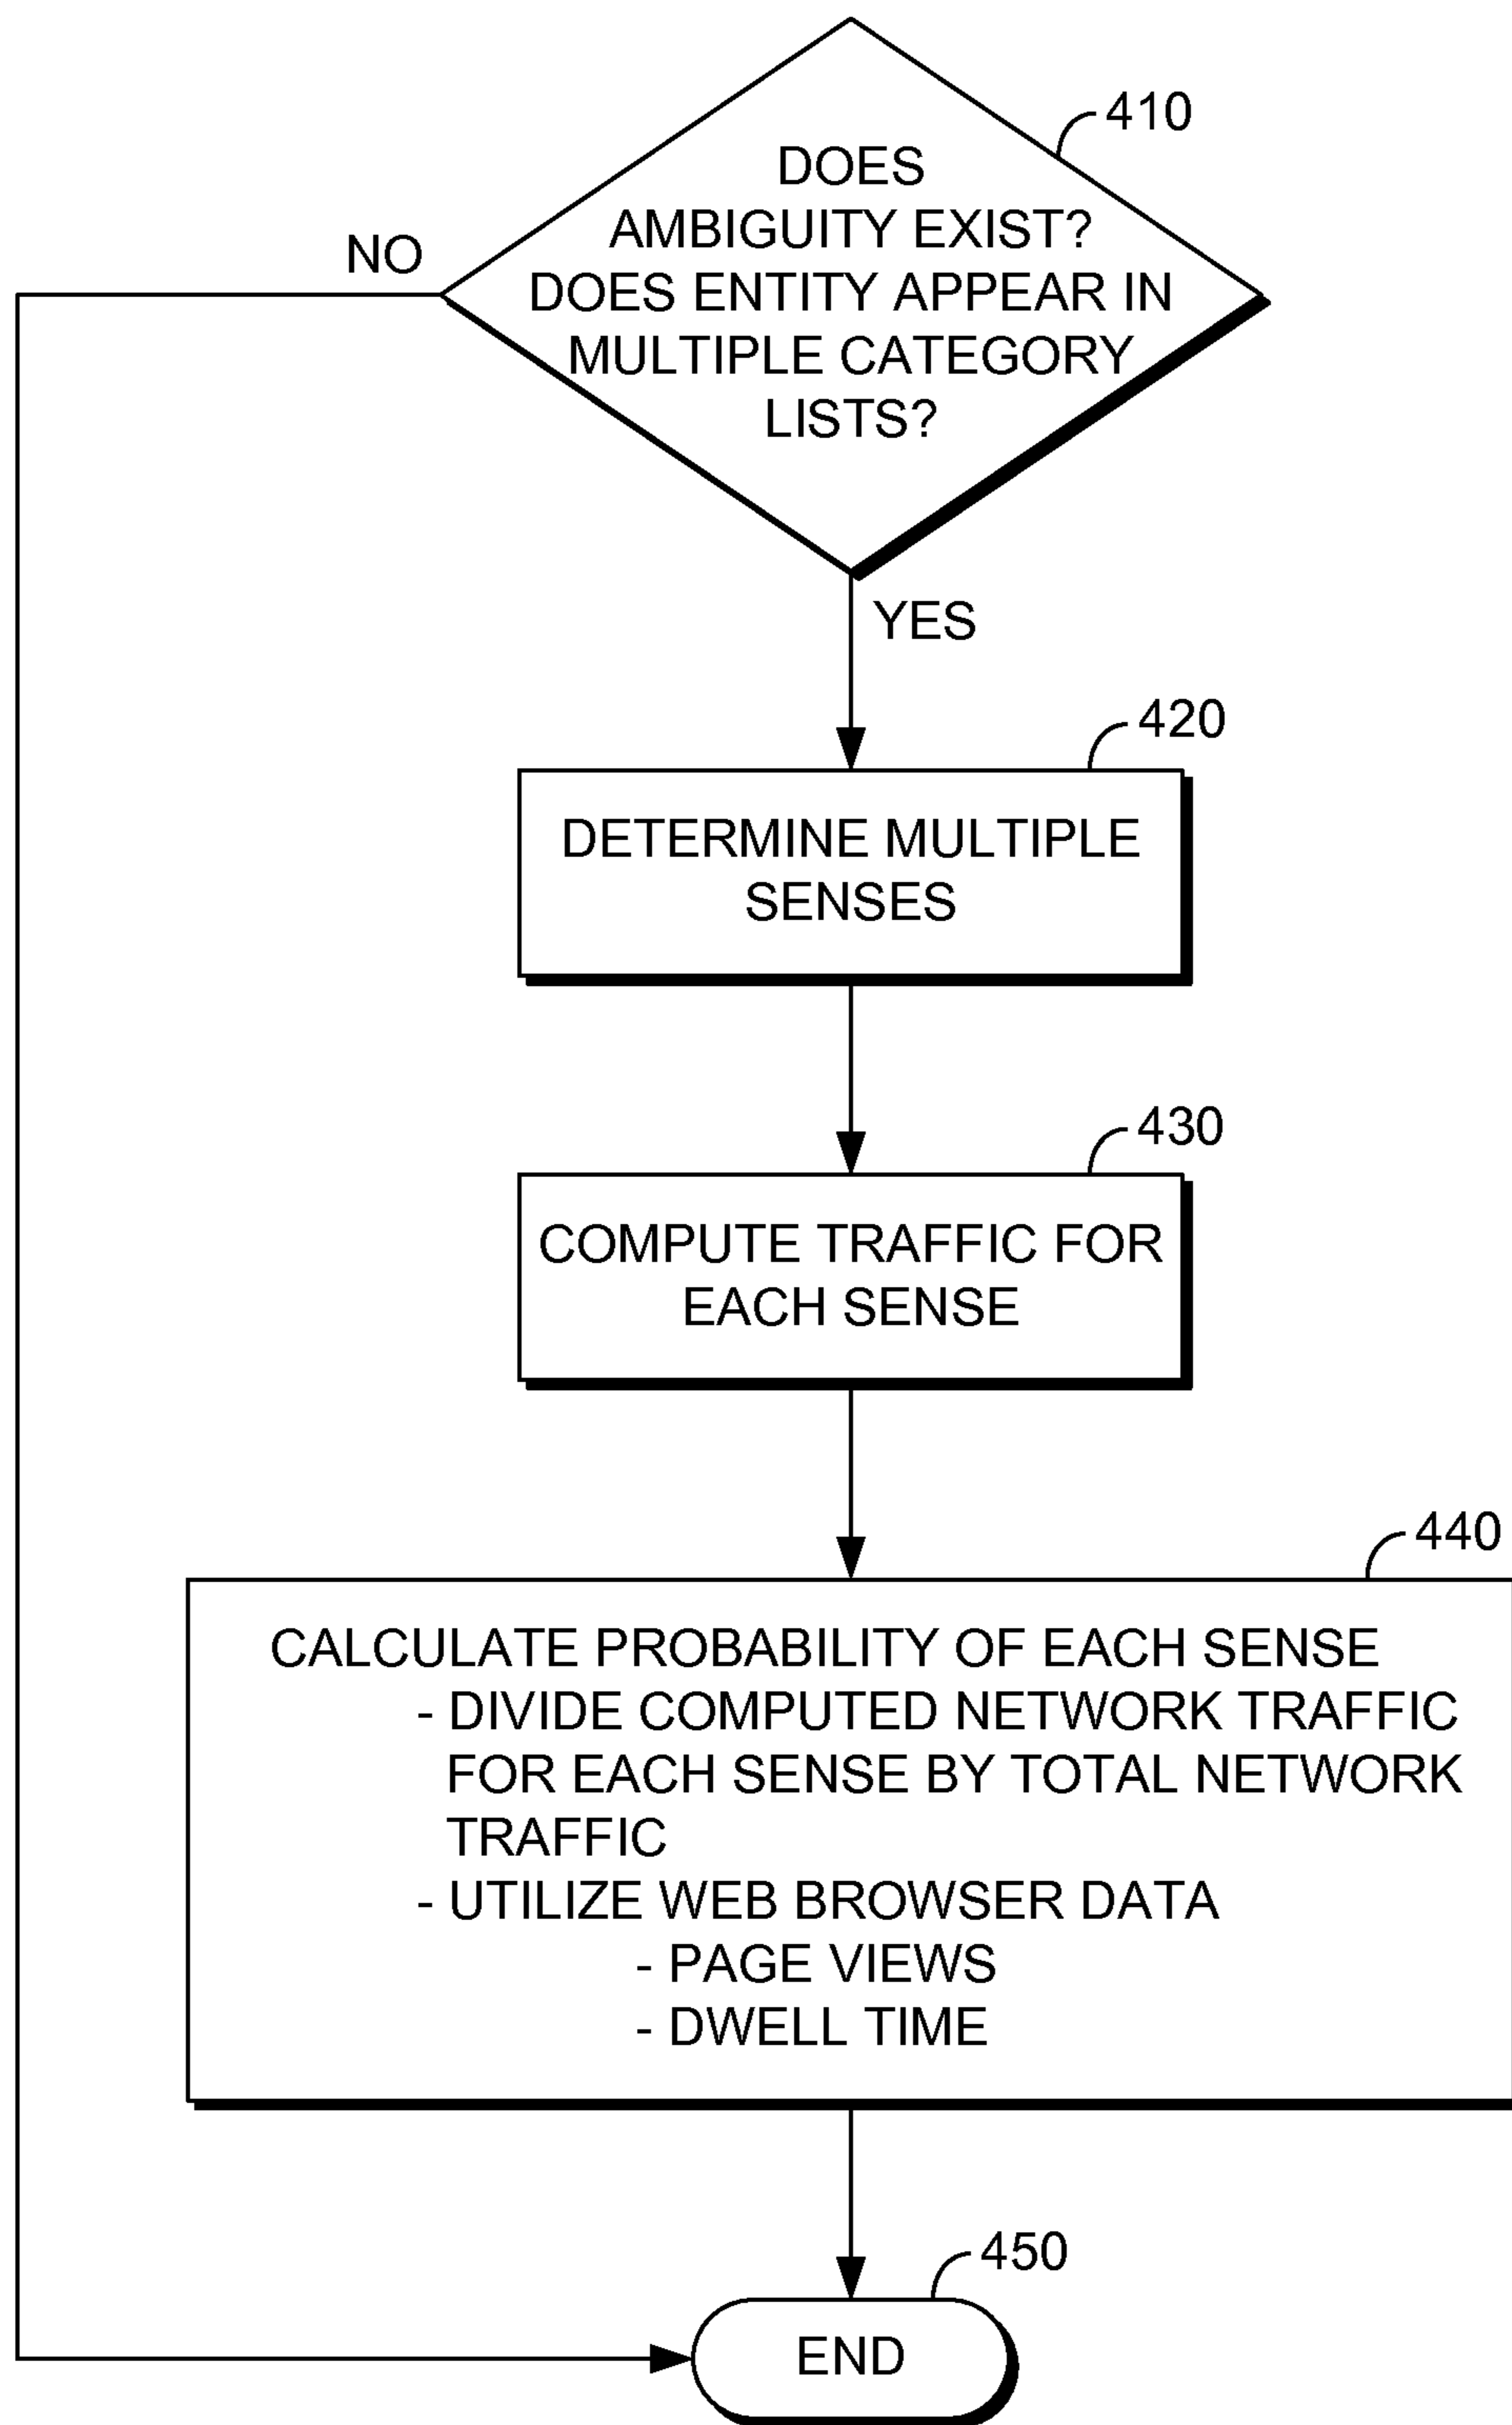 410
DOES
AMBIGUITY EXIST?
DOES ENTITY APPEAR IN
MULTIPLE CATEGORY
LISTS?
NO
YES
420
DETERMINE MULTIPLE
SENSES
430
COMPUTE TRAFFIC FOR
EACH SENSE
440
CALCULATE PROBABILITY OF EACH SENSE
- DIVIDE COMPUTED NETWORK TRAFFIC
FOR EACH SENSE BY TOTAL NETWORK
TRAFFIC
- UTILIZE WEB BROWSER DATA
- PAGE VIEWS
- DWELL TIME
450
END